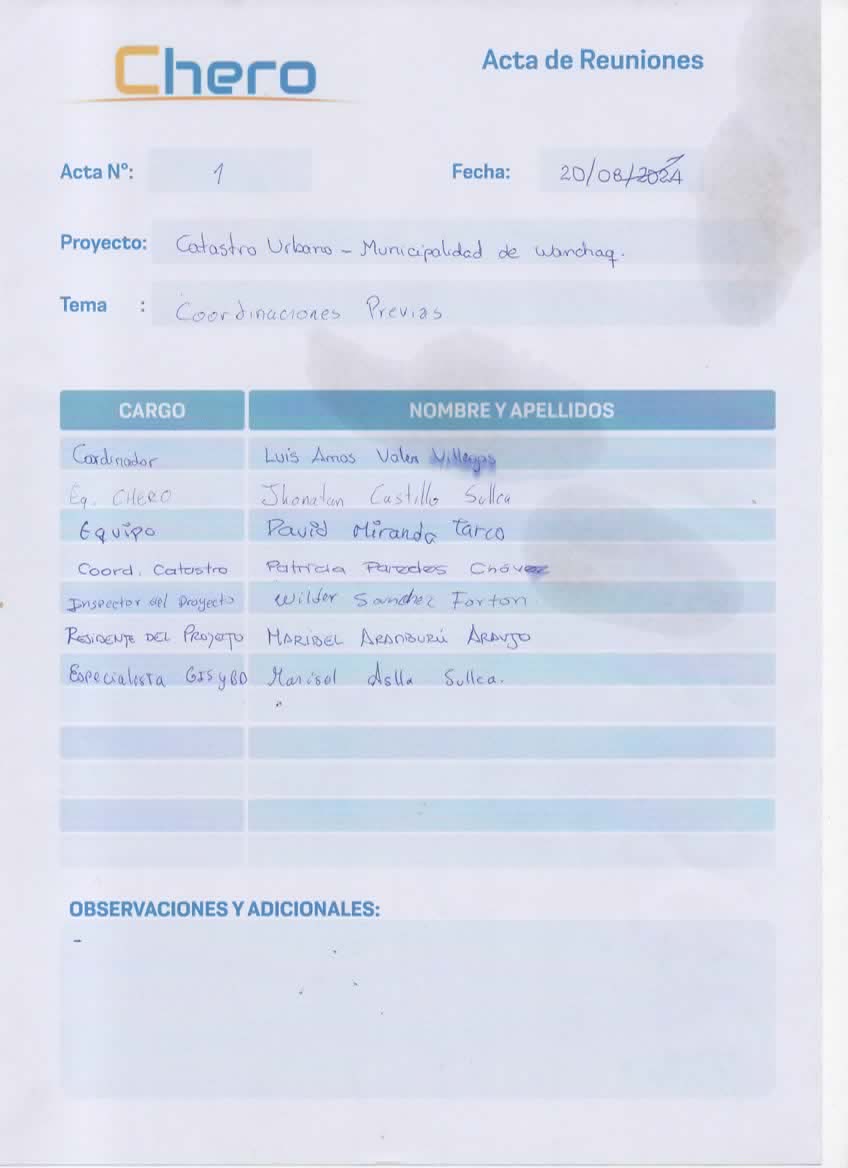 Chero
Acta de Reuniones
Acta N°: 1 Fecha: 20/08/2024
Proyecto: Catastro Urbano - Municipalidad de Wanchaq.
Tema : Coordinaciones Previas
CARGO NOMBRE Y APELLIDOS
Cordinador Luis Amos Valer Villegas
Eq. CHERO Jhonatan Castillo Sullca
Equipo David Miranda Tarco
Coord. Catastro Patricia Paredes Chávez
Inspector del Proyecto Wilder Sanchez Farfan
RESIDENTE DEL PROYECTO MARIBEL ARANBURÚ ARAUJO
Especialista GIS y BD Marisol Aslla Sullca.
OBSERVACIONES Y ADICIONALES:
-